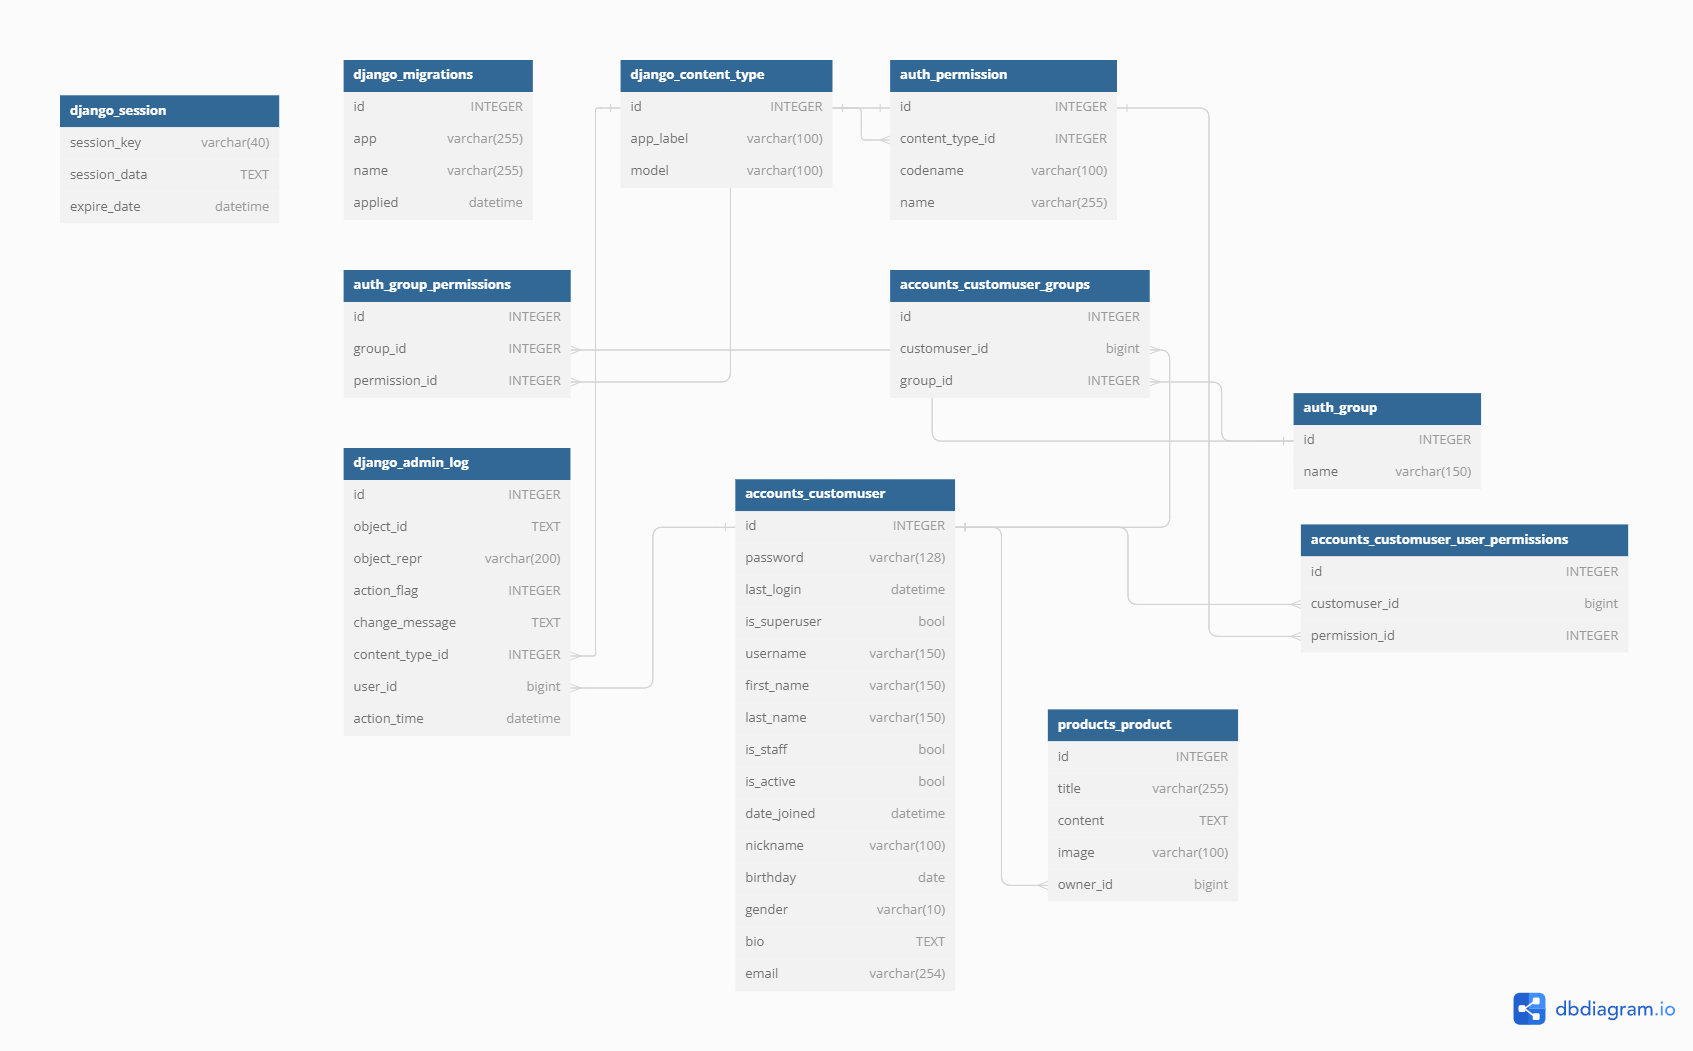 django_session
session_key varchar(40)
session_data TEXT
expire_date datetime
django_migrations
id INTEGER
app varchar(255)
name varchar(255)
applied datetime
django_content_type
id INTEGER
app_label varchar(100)
model varchar(100)
auth_permission
id INTEGER
content_type_id INTEGER
codename varchar(100)
name varchar(255)
auth_group_permissions
id INTEGER
group_id INTEGER
permission_id INTEGER
accounts_customuser_groups
id INTEGER
customuser_id bigint
group_id INTEGER
auth_group
id INTEGER
name varchar(150)
django_admin_log
id INTEGER
object_id TEXT
object_repr varchar(200)
action_flag INTEGER
change_message TEXT
content_type_id INTEGER
user_id bigint
action_time datetime
accounts_customuser
id INTEGER
password varchar(128)
last_login datetime
is_superuser bool
username varchar(150)
first_name varchar(150)
last_name varchar(150)
is_staff bool
is_active bool
date_joined datetime
nickname varchar(100)
birthday date
gender varchar(10)
bio TEXT
email varchar(254)
accounts_customuser_user_permissions
id INTEGER
customuser_id bigint
permission_id INTEGER
products_product
id INTEGER
title varchar(255)
content TEXT
image varchar(100)
owner_id bigint
dbdiagram.io